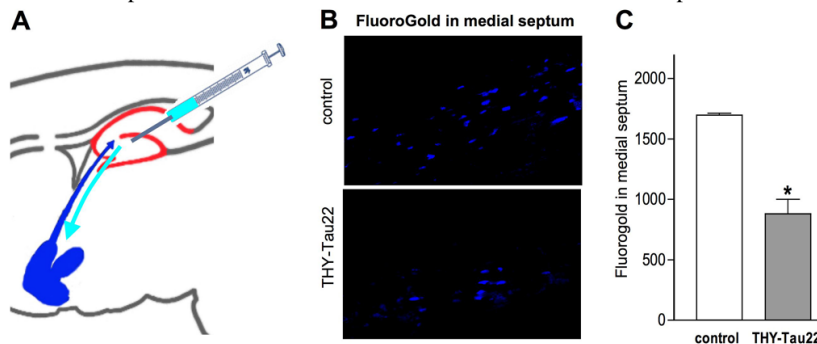 A
B
FluoroGold in medial septum
control
THY-Tau22
C
Fluorogold in medial septum
2000
1500
1000
500
0
*
control THY-Tau22